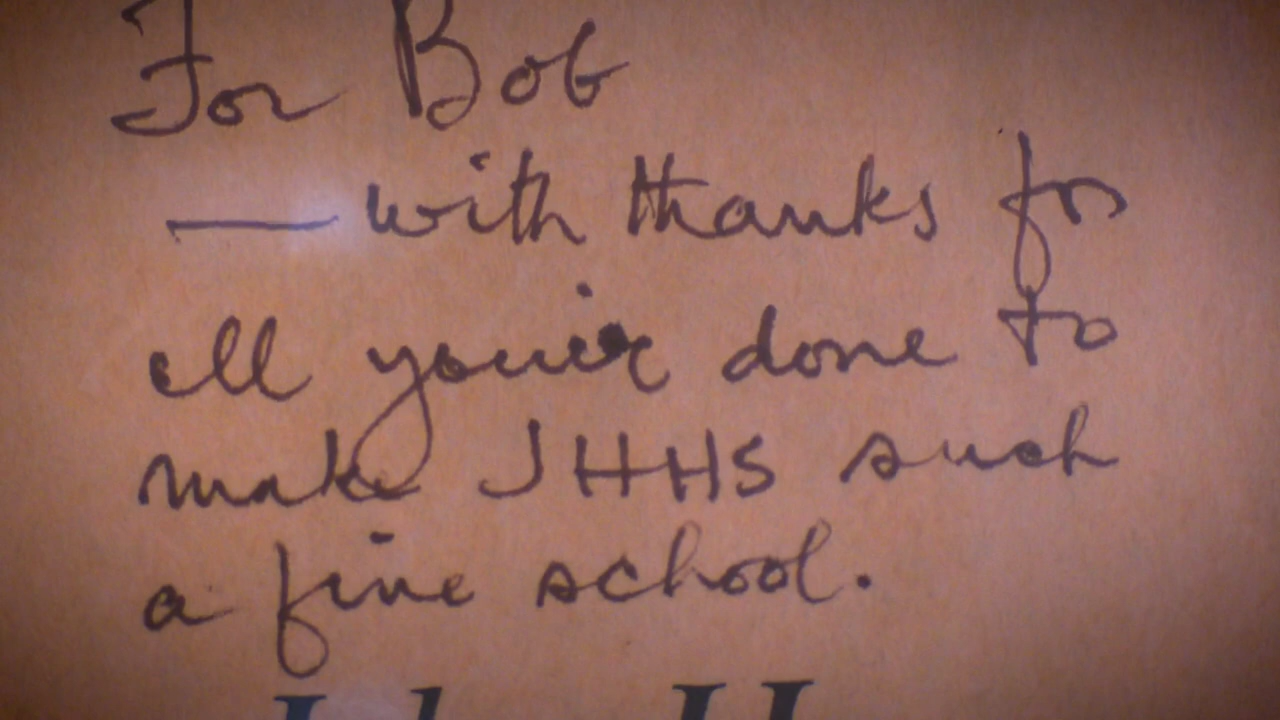 For Bob
— with thanks for
all you've done to
make JHHS such
a fine school.